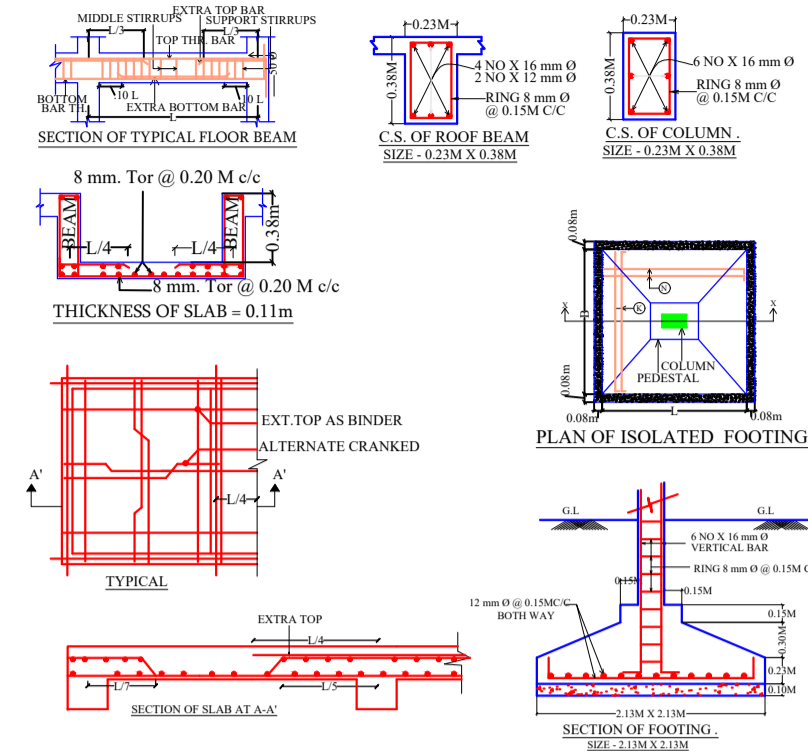 MIDDLE STIRRUPS
EXTRA TOP BAR
SUPPORT STIRRUPS
L/3
L/3
TOP THR. BAR
50 Ø
BOTTOM
BAR TH.
10 L
EXTRA BOTTOM BAR
10 L
L
SECTION OF TYPICAL FLOOR BEAM
0.23M
0.38M
4 NO X 16 mm Ø
2 NO X 12 mm Ø
RING 8 mm Ø
@ 0.15M C/C
C.S. OF ROOF BEAM
SIZE - 0.23M X 0.38M
0.23M
0.38M
6 NO X 16 mm Ø
RING 8 mm Ø
@ 0.15M C/C
C.S. OF COLUMN .
SIZE - 0.23M X 0.38M
8 mm. Tor @ 0.20 M c/c
BEAM
L/4
L/4
BEAM
0.38m
8 mm. Tor @ 0.20 M c/c
THICKNESS OF SLAB = 0.11m
0.08m
N
K
X
X
B
COLUMN
PEDESTAL
0.08m
0.08m
L
0.08m
PLAN OF ISOLATED FOOTING
EXT.TOP AS BINDER
ALTERNATE CRANKED
A'
A'
L/4
TYPICAL
EXTRA TOP
L/4
L/7
L/5
SECTION OF SLAB AT A-A'
G.L
G.L
6 NO X 16 mm Ø
VERTICAL BAR
RING 8 mm Ø @ 0.15M C
0.15M
0.15M
12 mm Ø @ 0.15MC/C
BOTH WAY
0.15M
0.30M
0.23M
0.10M
2.13M X 2.13M
SECTION OF FOOTING .
SIZE - 2.13M X 2.13M